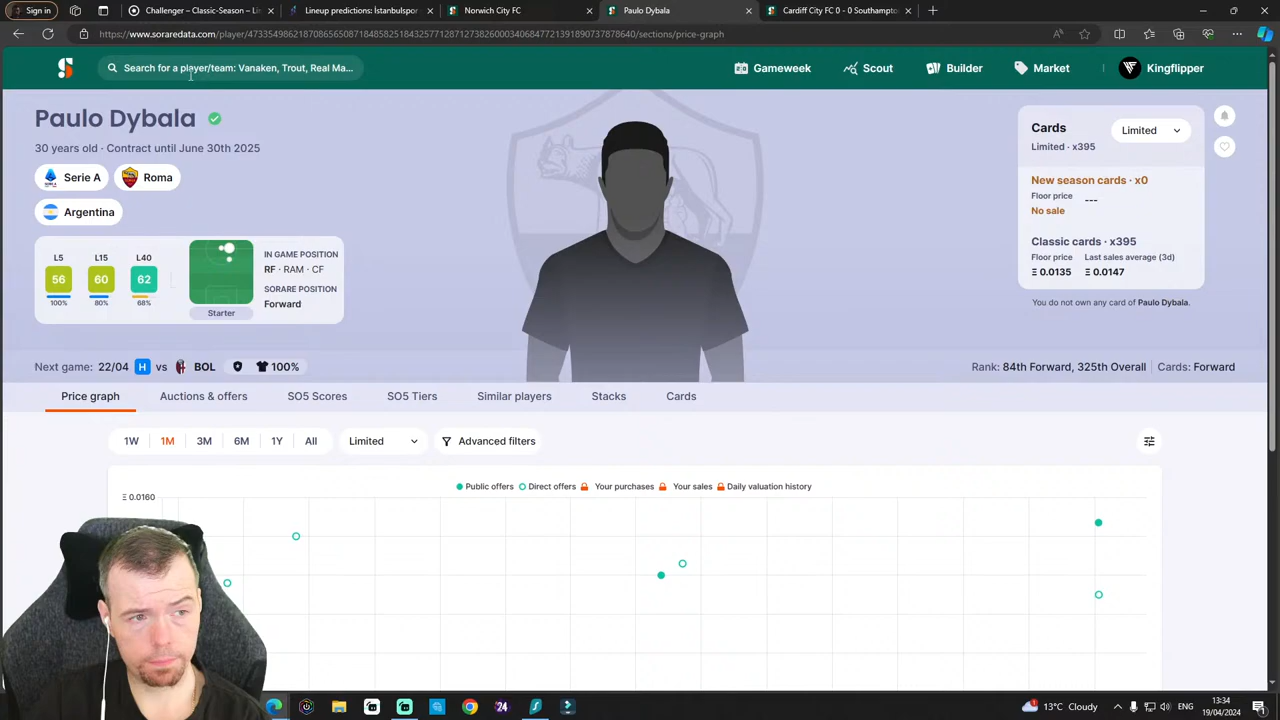 Sign in
Challenger – Classic-Season – Li
Lineup predictions: İstanbulspor
Norwich City FC
Paulo Dybala
Cardiff City FC 0 - 0 Southampto
https://www.soraredata.com/player/47335498621870865650871848582518432577128712738260003406847721391890737878640/sections/price-graph
Search for a player/team: Vanaken, Trout, Real Ma...
Gameweek
Scout
Builder
Market
Kingflipper
Paulo Dybala
30 years old · Contract until June 30th 2025
Serie A
Roma
Argentina
L5
L15
L40
56
60
62
100%
80%
68%
Starter
IN GAME POSITION
RF · RAM · CF
SORARE POSITION
Forward
Cards
Limited
Limited · x395
New season cards · x0
Floor price
---
No sale
Classic cards · x395
Floor price
Last sales average (3d)
Ξ 0.0135
Ξ 0.0147
You do not own any card of Paulo Dybala.
Next game: 22/04 H vs BOL 100%
Rank: 84th Forward, 325th Overall
Cards: Forward
Price graph
Auctions & offers
SO5 Scores
SO5 Tiers
Similar players
Stacks
Cards
1W
1M
3M
6M
1Y
All
Limited
Advanced filters
Public offers
Direct offers
Your purchases
Your sales
Daily valuation history
Ξ 0.0160
24
13°C Cloudy
ENG
13:34
19/04/2024